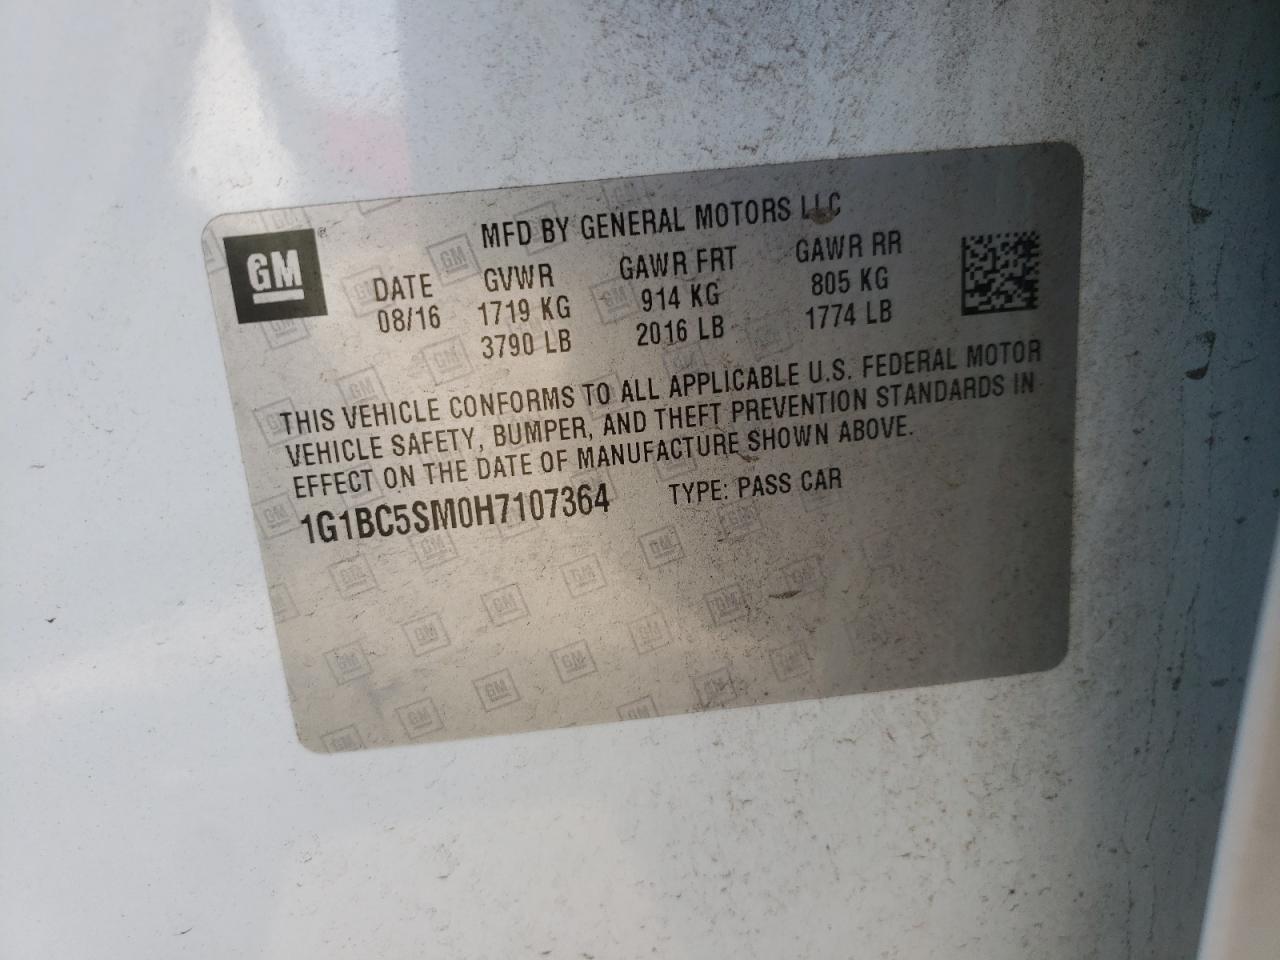 GM
MFD BY GENERAL MOTORS LLC
DATE GVWR GAWR FRT GAWR RR
08/16 1719 KG 914 KG 805 KG
3790 LB 2016 LB 1774 LB
THIS VEHICLE CONFORMS TO ALL APPLICABLE U.S. FEDERAL MOTOR
VEHICLE SAFETY, BUMPER, AND THEFT PREVENTION STANDARDS IN
EFFECT ON THE DATE OF MANUFACTURE SHOWN ABOVE.
1G1BC5SM0H7107364 TYPE: PASS CAR